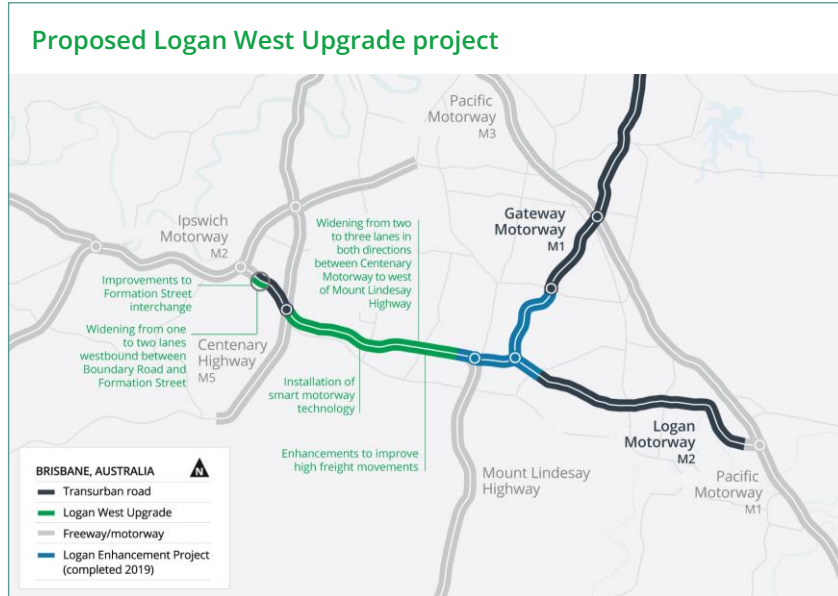 Proposed Logan West Upgrade project
Pacific
Motorway
M3
Ipswich
Motorway
M2
Widening from two
to three lanes in
both directions
between Centenary
Motorway to west
of Mount Lindesay
Highway
Gateway
Motorway
M1
Improvements to
Formation Street
interchange
Widening from one
to two lanes
westbound between
Boundary Road and
Formation Street
Centenary
Highway
M5
Installation of
smart motorway
technology
Enhancements to improve
high freight movements
Logan
Motorway
M2
Mount Lindesay
Highway
Pacific
Motorway
M1
BRISBANE, AUSTRALIA
N
Transurban road
Logan West Upgrade
Freeway/motorway
Logan Enhancement Project
(completed 2019)